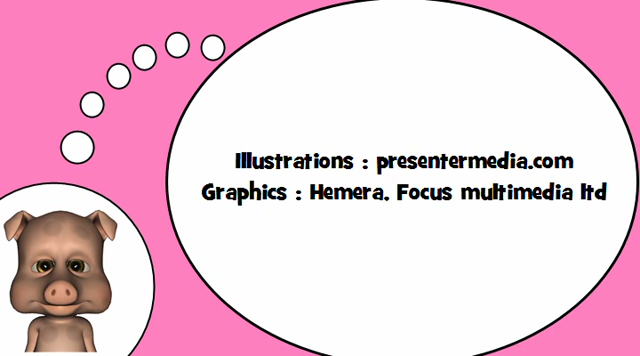 Illustrations : presentermedia.com
Graphics : Hemera. Focus multimedia ltd